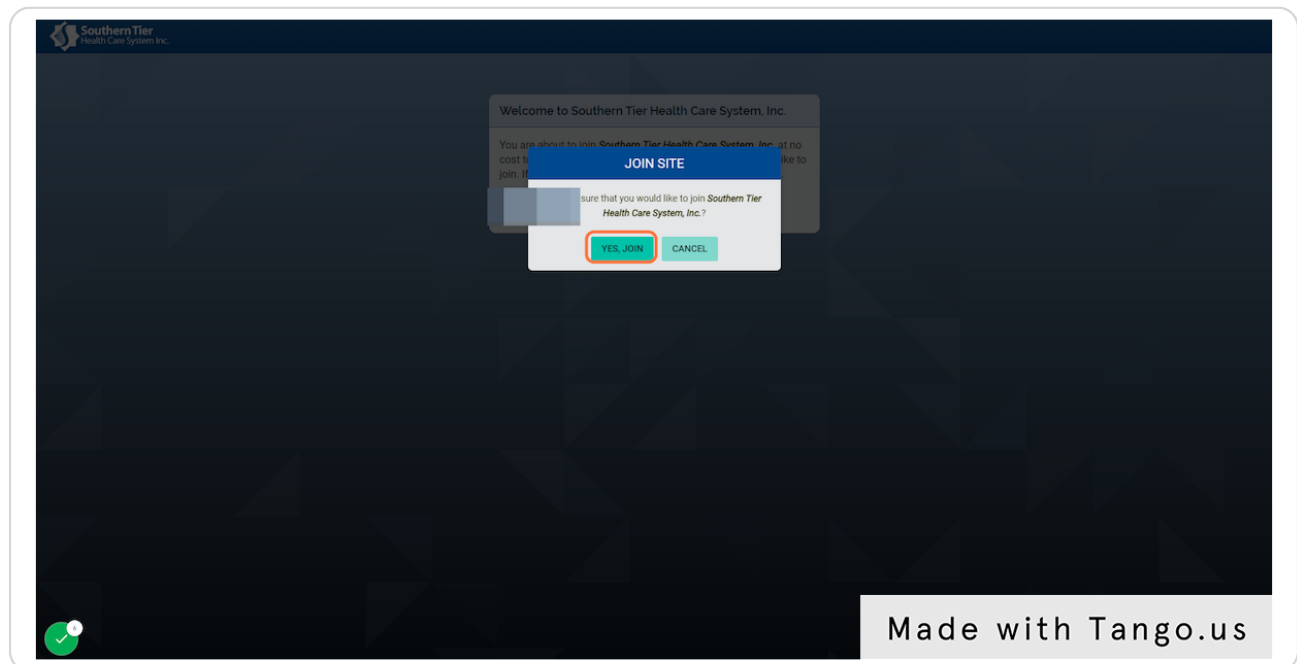 Southern Tier
Health Care System Inc.
Welcome to Southern Tier Health Care System, Inc.
You are about to join Southern Tier Health Care System, Inc. at no
cost t
ike to
join. If
JOIN SITE
sure that you would like to join Southern Tier
Health Care System, Inc.?
YES, JOIN
CANCEL
Made with Tango.us